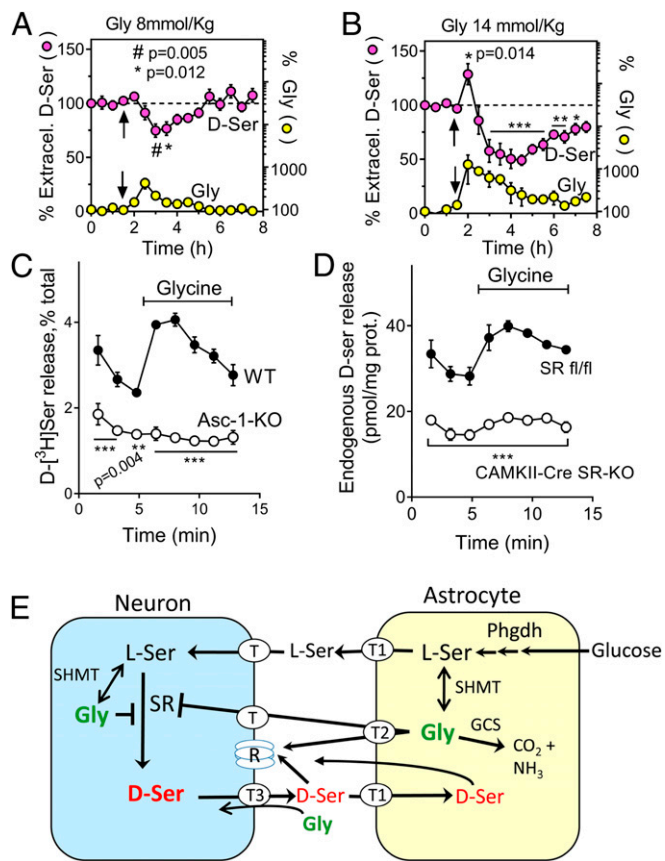 A
Gly 8mmol/Kg
% Extracel. D-Ser ( )
150
100
75
50
25
0
# p=0.005
* p=0.012
D-Ser
#*
Gly
% Gly ( )
1000
100
0 2 4 6 8
Time (h)
B
Gly 14 mmol/Kg
% Extracel. D-Ser ( )
150
100
75
50
25
0
* p=0.014
***
**
*
D-Ser
Gly
% Gly ( )
1000
100
0 2 4 6 8
Time (h)
C
D-[³H]Ser release,% total
4
2
0
Glycine
WT
Asc-1-KO
***
**
p=0.004
***
0 5 10 15
Time (min)
D
Endogenous D-ser release
(pmol/mg prot.)
40
20
0
Glycine
SR fl/fl
***
CAMKII-Cre SR-KO
0 5 10 15
Time (min)
E
Neuron
Astrocyte
L-Ser
T
L-Ser
T1
L-Ser
Phgdh
Glucose
SHMT
SHMT
Gly
SR
T
T2
Gly
GCS
CO₂ +
NH₃
R
D-Ser
T3
D-Ser
T1
D-Ser
Gly